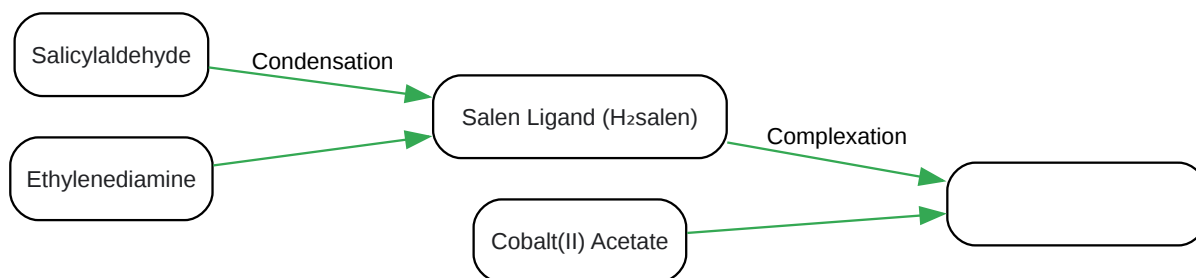 Salicylaldehyde
Condensation
Ethylenediamine
Salen Ligand (H₂salen)
Complexation
Cobalt(II) Acetate